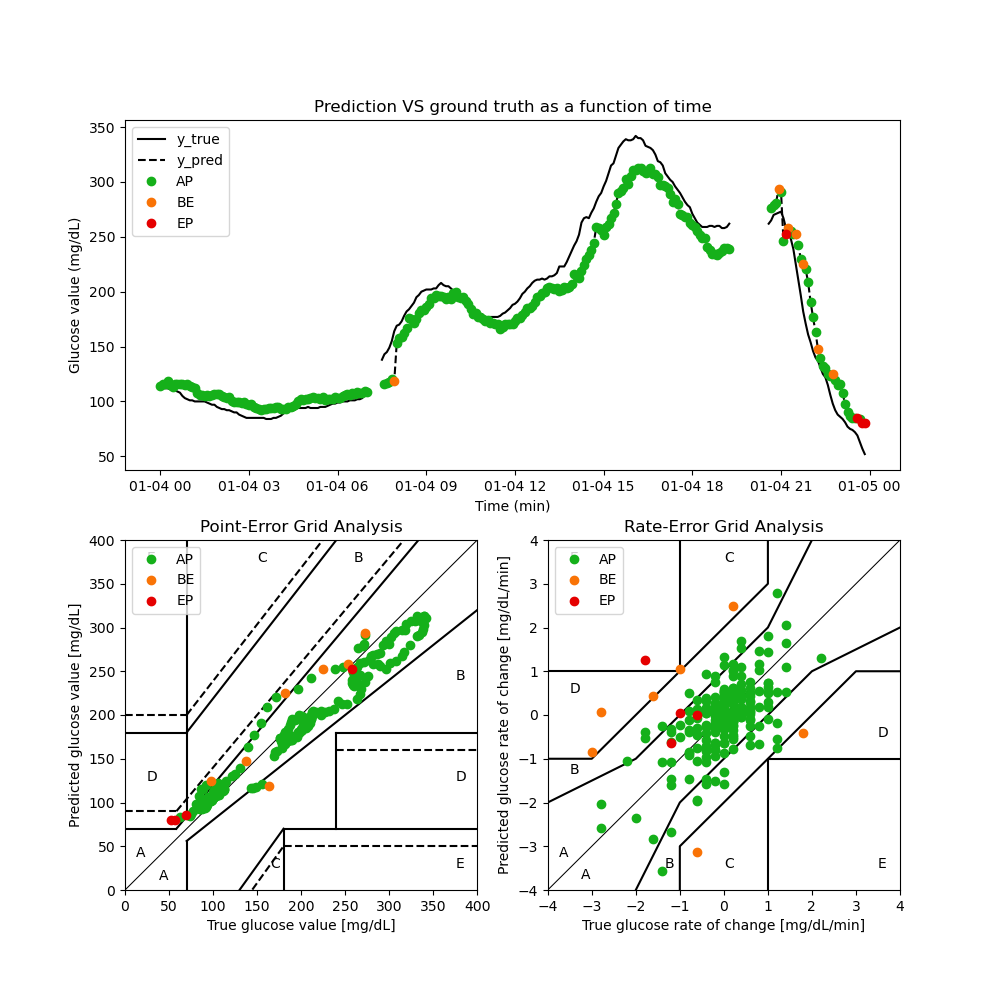 Prediction VS ground truth as a function of time
Glucose value (mg/dL)
350
300
250
200
150
100
50
y_true
y_pred
AP
BE
EP
01-04 00
01-04 03
01-04 06
01-04 09
01-04 12
01-04 15
01-04 18
01-04 21
01-05 00
Time (min)
Point-Error Grid Analysis
Predicted glucose value [mg/dL]
400
350
300
250
200
150
100
50
0
AP
BE
EP
C
B
B
D
D
A
A
C
E
0
50
100
150
200
250
300
350
400
True glucose value [mg/dL]
Rate-Error Grid Analysis
Predicted glucose rate of change [mg/dL/min]
4
3
2
1
0
−1
−2
−3
−4
AP
BE
EP
C
D
D
B
A
A
B
C
E
−4
−3
−2
−1
0
1
2
3
4
True glucose rate of change [mg/dL/min]